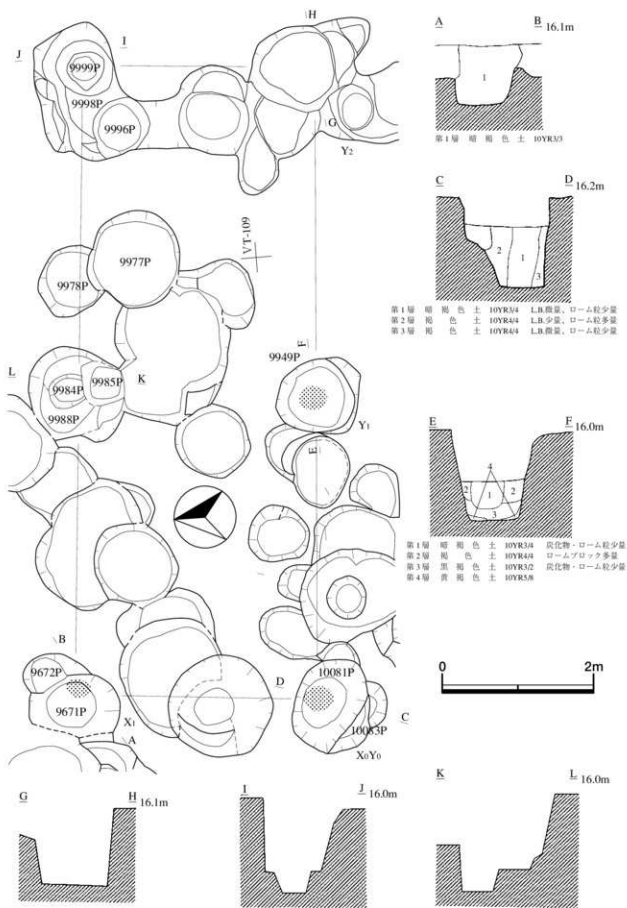 H
J
I
A
B
16.1m
9999P
1
9998P
G
9996P
Y2
第1層 暗褐色土 10YR3/3
C
D
16.2m
VT-109
9977P
2
1
9978P
3
第1層 暗褐色土 10YR3/4 L.B.微量、ローム粒少量
第2層 褐色土 10YR4/4 L.B.少量、ローム粒多量
第3層 褐色土 10YR4/4 L.B.微量、ローム粒少量
F
9949P
L
9985P
K
9984P
9988P
Y1
E
E
F
16.0m
4
2
1
2
3
第1層 暗褐色土 10YR3/4 炭化物・ローム粒少量
第2層 褐色土 10YR4/4 ロームブロック多量
第3層 黒褐色土 10YR3/2 炭化物・ローム粒少量
第4層 黄褐色土 10YR5/8
B
9672P
10081P
0
2m
D
9671P
C
X1
10083P
A
X0Y0
G
H
16.1m
I
J
16.0m
K
L
16.0m